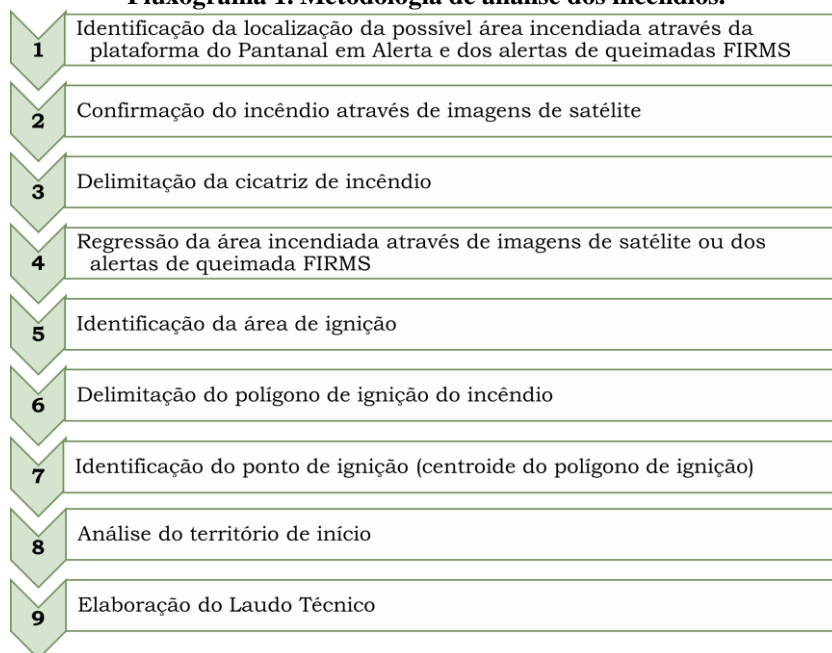 Fluxograma 1. Metodologia de análise dos incêndios.
1 Identificação da localização da possível área incendiada através da
plataforma do Pantanal em Alerta e dos alertas de queimadas FIRMS
2 Confirmação do incêndio através de imagens de satélite
3 Delimitação da cicatriz de incêndio
4 Regressão da área incendiada através de imagens de satélite ou dos
alertas de queimada FIRMS
5 Identificação da área de ignição
6 Delimitação do polígono de ignição do incêndio
7 Identificação do ponto de ignição (centroide do polígono de ignição)
8 Análise do território de início
9 Elaboração do Laudo Técnico